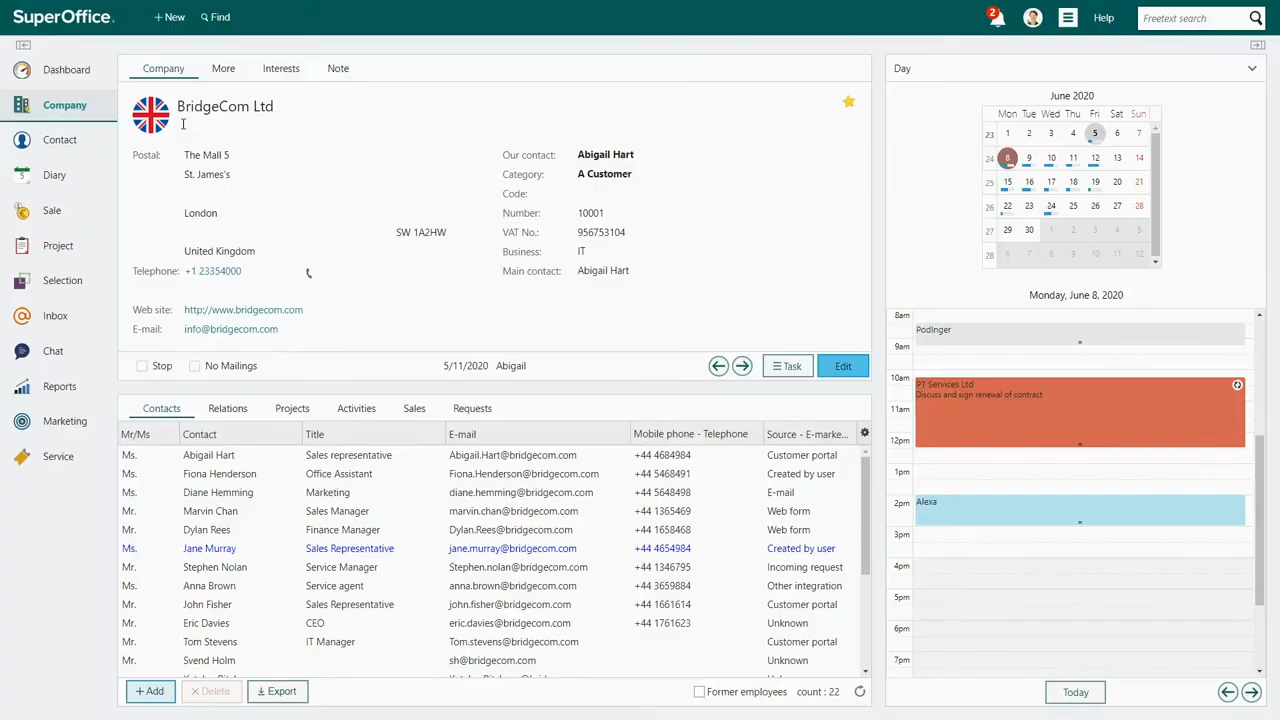 SuperOffice.
+ New
Find
2
Help
Freetext search
Dashboard
Company
Contact
Diary
5
Sale
Project
Selection
Inbox
Chat
Reports
Marketing
Service
Company More Interests Note
BridgeCom Ltd
Postal: The Mall 5
St. James's
London
SW 1A2HW
United Kingdom
Telephone: +1 23354000
Web site: http://www.bridgecom.com
E-mail: info@bridgecom.com
Our contact: Abigail Hart
Category: A Customer
Code:
Number: 10001
VAT No.: 956753104
Business: IT
Main contact: Abigail Hart
Stop No Mailings 5/11/2020 Abigail Task Edit
Contacts Relations Projects Activities Sales Requests
Mr/Ms Contact Title E-mail Mobile phone - Telephone Source - E-marke...
Ms. Abigail Hart Sales representative Abigail.Hart@bridgecom.com +44 4684984 Customer portal
Ms. Fiona Henderson Office Assistant Fiona.Henderson@bridgecom.com +44 5468491 Created by user
Ms. Diane Hemming Marketing diane.hemming@bridgecom.com +44 5648498 E-mail
Mr. Marvin Chan Sales Manager marvin.chan@bridgecom.com +44 1365469 Web form
Mr. Dylan Rees Finance Manager Dylan.Rees@bridgecom.com +44 1658468 Web form
Ms. Jane Murray Sales Representative jane.murray@bridgecom.com +44 4654984 Created by user
Mr. Stephen Nolan Service Manager Stephen.nolan@bridgecom.com +44 1346795 Incoming request
Ms. Anna Brown Service agent anna.brown@bridgecom.com +44 3659884 Other integration
Mr. John Fisher Sales Representative john.fisher@bridgecom.com +44 1661614 Customer portal
Mr. Eric Davies CEO eric.davies@bridgecom.com +44 1761623 Unknown
Mr. Tom Stevens IT Manager Tom.stevens@bridgecom.com Customer portal
Mr. Svend Holm sh@bridgecom.com Unknown
+ Add × Delete Export Former employees count : 22
Day
June 2020
Mon Tue Wed Thu Fri Sat Sun
23 1 2 3 4 5 6 7
24 8 9 10 11 12 13 14
25 15 16 17 18 19 20 21
26 22 23 24 25 26 27 28
27 29 30 1 2 3 4 5
28 6 7 8 9 10 11 12
Monday, June 8, 2020
8am
Podlnger
9am
10am
PT Services Ltd
Discuss and sign renewal of contract
11am
12pm
1pm
2pm
Alexa
3pm
4pm
5pm
6pm
7pm
Today